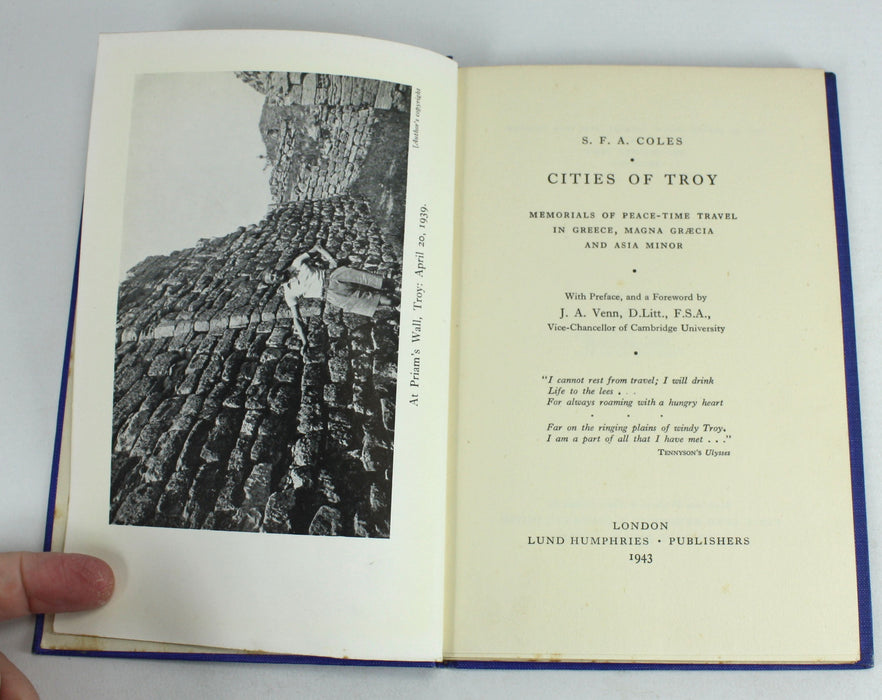 [Author's copyright
At Priam's Wall, Troy: April 20, 1939.
S. F. A. COLES
CITIES OF TROY
MEMORIALS OF PEACE-TIME TRAVEL
IN GREECE, MAGNA GRÆCIA
AND ASIA MINOR
With Preface, and a Foreword by
J. A. Venn, D.Litt., F.S.A.,
Vice-Chancellor of Cambridge University
"I cannot rest from travel; I will drink
Life to the lees . . .
For always roaming with a hungry heart
. . .
Far on the ringing plains of windy Troy.
I am a part of all that I have met . . ."
TENNYSON'S Ulysses
LONDON
LUND HUMPHRIES • PUBLISHERS
1943